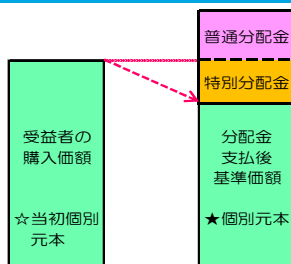 普通分配金
特別分配金
受益者の
購入価額
☆当初個別
元本
分配金
支払後
基準価額
★個別元本